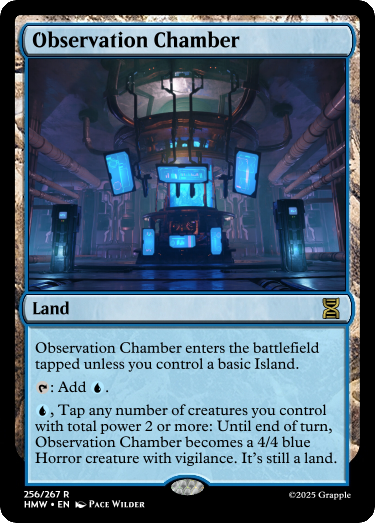 Observation Chamber
Land
Observation Chamber enters the battlefield
tapped unless you control a basic Island.
: Add .
, Tap any number of creatures you control
with total power 2 or more: Until end of turn,
Observation Chamber becomes a 4/4 blue
Horror creature with vigilance. It's still a land.
256/267 R
HMW • EN Pace Wilder
©2025 Grapple